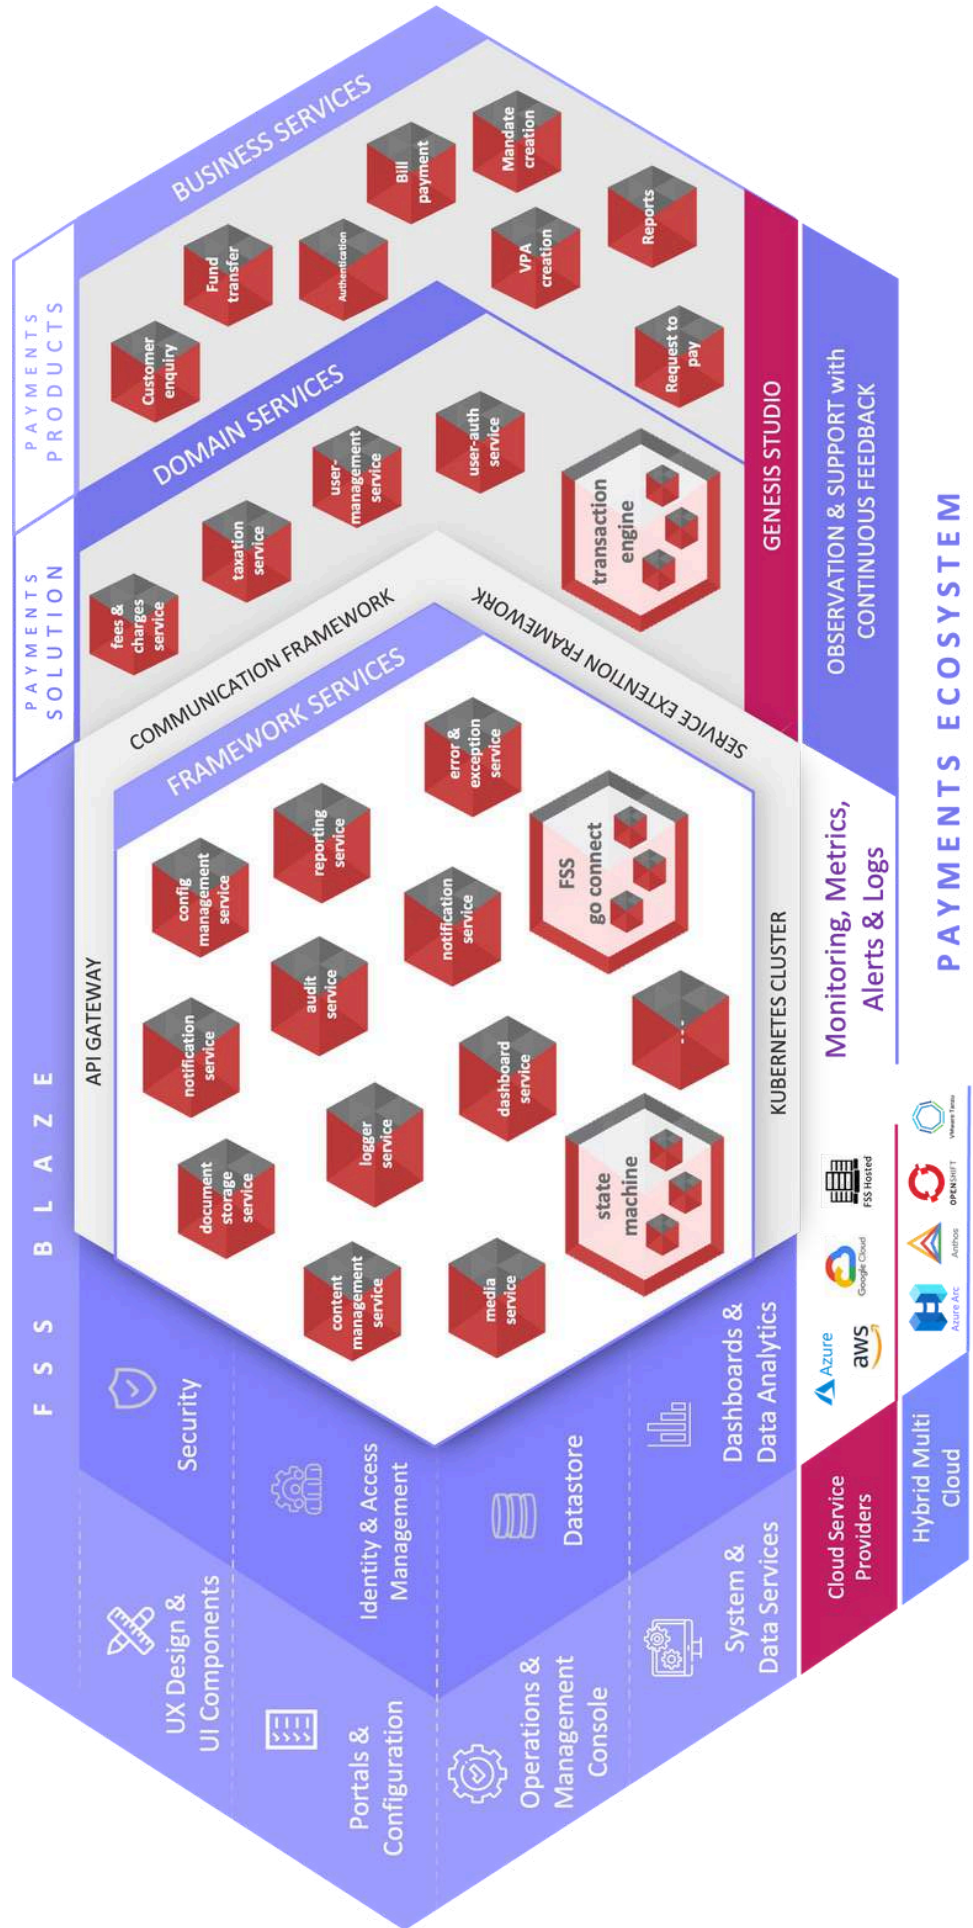 FSS BLAZE
PAYMENTS
SOLUTION
PAYMENTS
PRODUCTS
UX Design &
UI Components
Security
Portals &
Configuration
Identity & Access
Management
Operations &
Management
Console
Datastore
System &
Data Services
Dashboards &
Data Analytics
API GATEWAY
COMMUNICATION FRAMEWORK
SERVICE EXTENTION FRAMEWORK
KUBERNETES CLUSTER
FRAMEWORK SERVICES
document
storage
service
notification
service
config
management
service
content
management
service
logger
service
audit
service
reporting
service
media
service
dashboard
service
notification
service
error &
exception
service
state
machine
---
FSS
go connect
DOMAIN SERVICES
fees &
charges
service
taxation
service
user-
management
service
user-auth
service
transaction
engine
BUSINESS SERVICES
Customer
enquiry
Fund
transfer
Authentication
Bill
payment
Mandate
creation
VPA
creation
Request to
pay
Reports
GENESIS STUDIO
Cloud Service
Providers
Azure
aws
Google Cloud
FSS Hosted
Hybrid Multi
Cloud
Azure Arc
Anthos
OPENSHIFT
VMware Tanzu
Monitoring, Metrics,
Alerts & Logs
OBSERVATION & SUPPORT with
CONTINUOUS FEEDBACK
PAYMENTS ECOSYSTEM